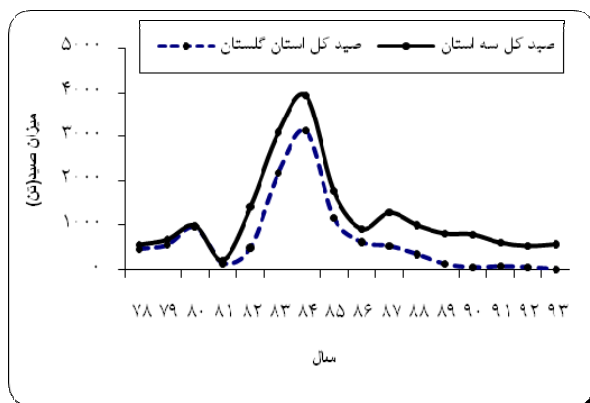 صید کل سه استان
صید کل استان گلستان
۵۰۰۰
۴۰۰۰
۳۰۰۰
۲۰۰۰
۱۰۰۰
۰
میزان صید(تن)
۷۸ ۷۹ ۸۰ ۸۱ ۸۲ ۸۳ ۸۴ ۸۵ ۸۶ ۸۷ ۸۸ ۸۹ ۹۰ ۹۱ ۹۲ ۹۳
سال